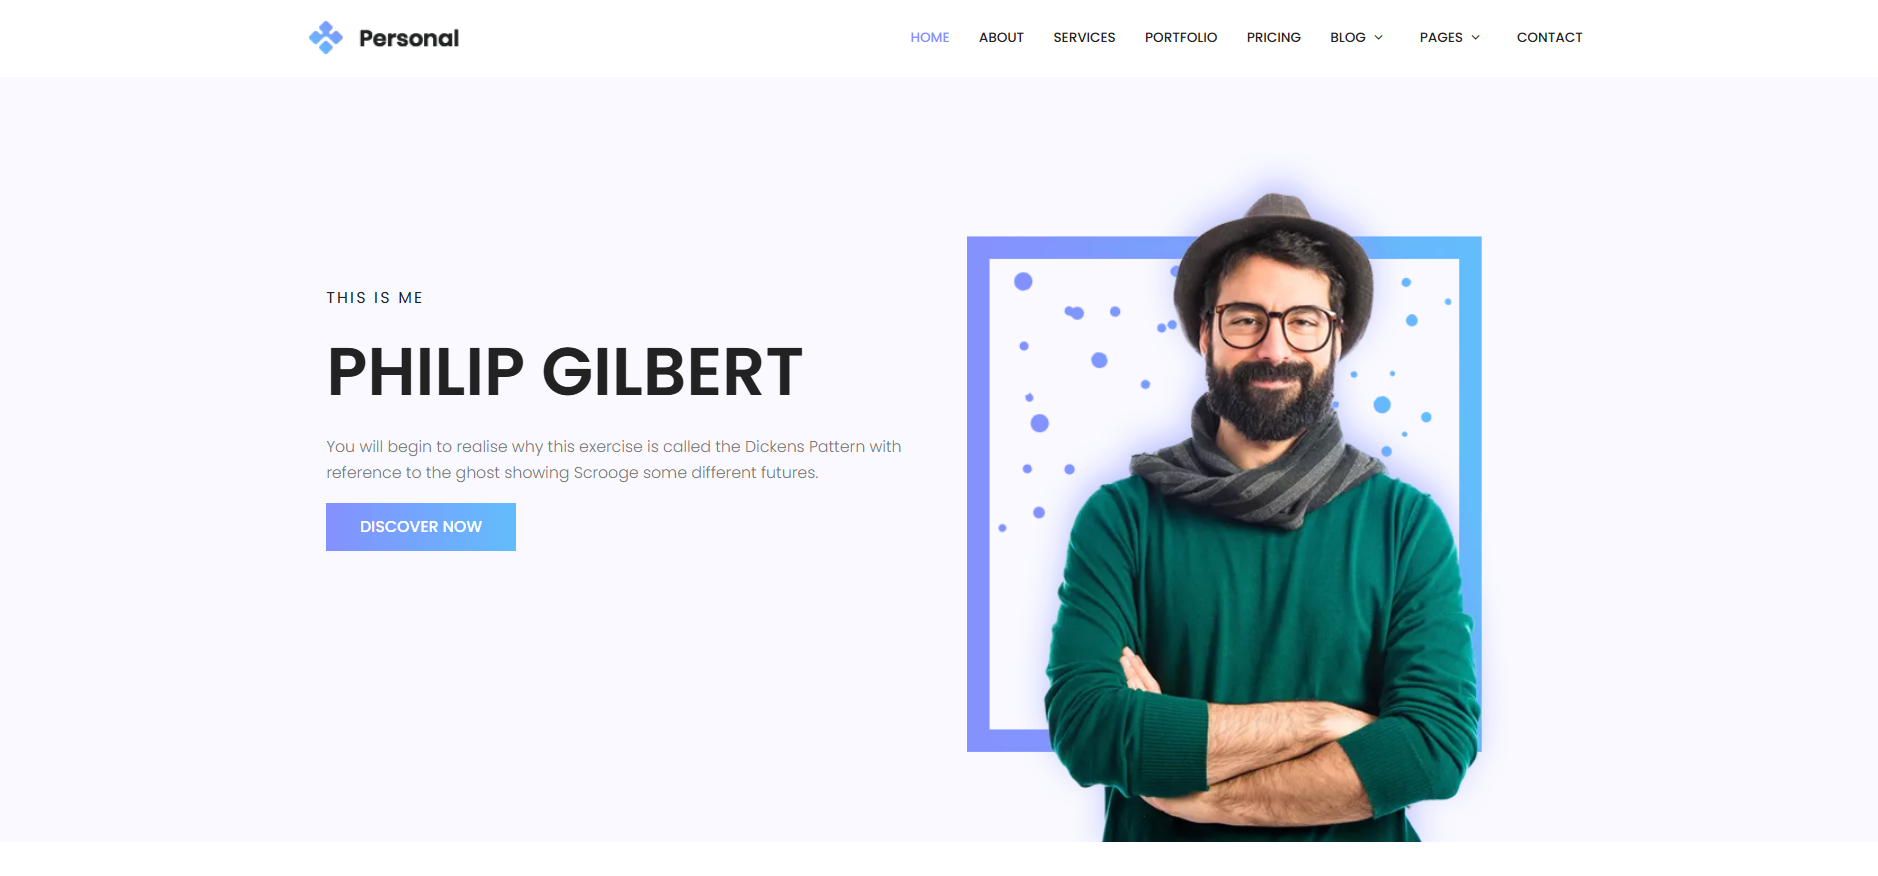 Personal
HOME ABOUT SERVICES PORTFOLIO PRICING BLOG PAGES CONTACT
THIS IS ME
PHILIP GILBERT
You will begin to realise why this exercise is called the Dickens Pattern with
reference to the ghost showing Scrooge some different futures.
DISCOVER NOW